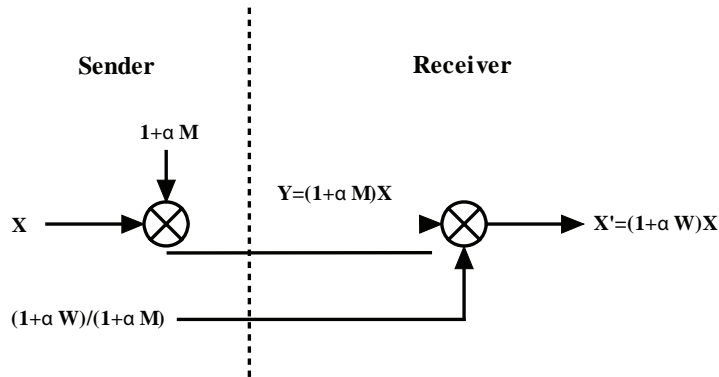 Sender
Receiver
1+α M
Y=(1+α M)X
X
X'=(1+α W)X
(1+α W)/(1+α M)